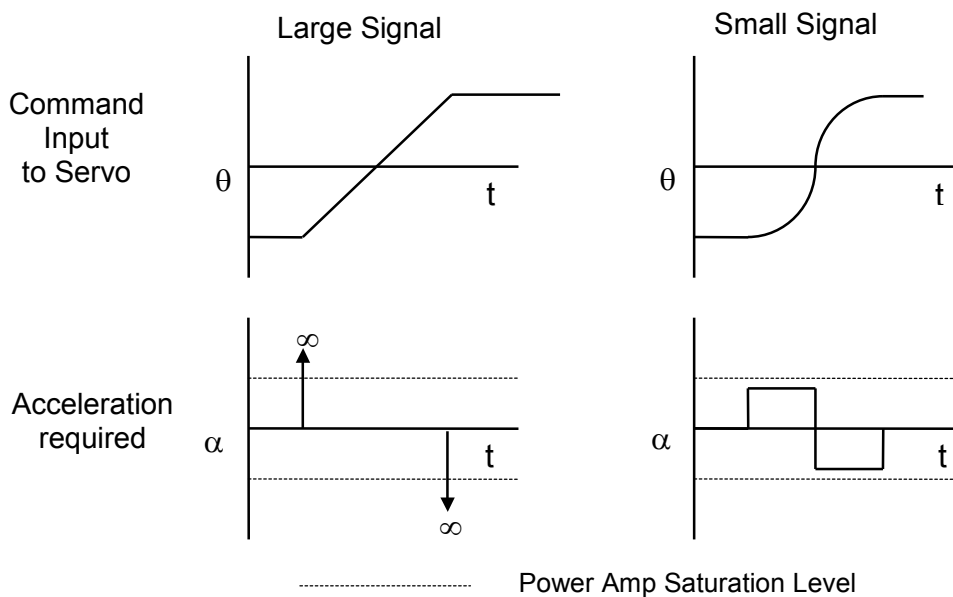 Large Signal
Small Signal
Command
Input
to Servo
θ
t
θ
t
∞
Acceleration
required
α
t
∞
α
t
Power Amp Saturation Level